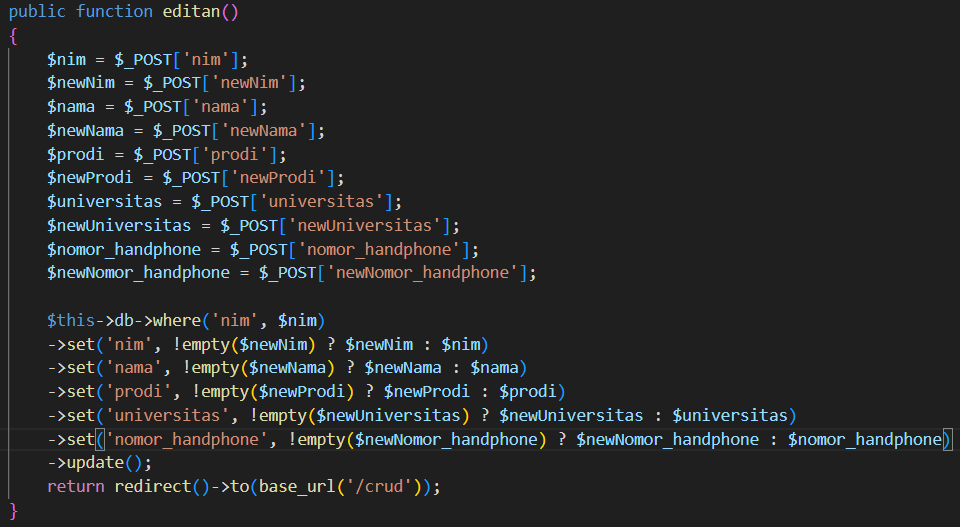 public function editan()
{
    $nim = $_POST['nim'];
    $newNim = $_POST['newNim'];
    $nama = $_POST['nama'];
    $newNama = $_POST['newNama'];
    $prodi = $_POST['prodi'];
    $newProdi = $_POST['newProdi'];
    $universitas = $_POST['universitas'];
    $newUniversitas = $_POST['newUniversitas'];
    $nomor_handphone = $_POST['nomor_handphone'];
    $newNomor_handphone = $_POST['newNomor_handphone'];

    $this->db->where('nim', $nim)
    ->set('nim', !empty($newNim) ? $newNim : $nim)
    ->set('nama', !empty($newNama) ? $newNama : $nama)
    ->set('prodi', !empty($newProdi) ? $newProdi : $prodi)
    ->set('universitas', !empty($newUniversitas) ? $newUniversitas : $universitas)
    ->set('nomor_handphone', !empty($newNomor_handphone) ? $newNomor_handphone : $nomor_handphone)
    ->update();
    return redirect()->to(base_url('/crud'));
}